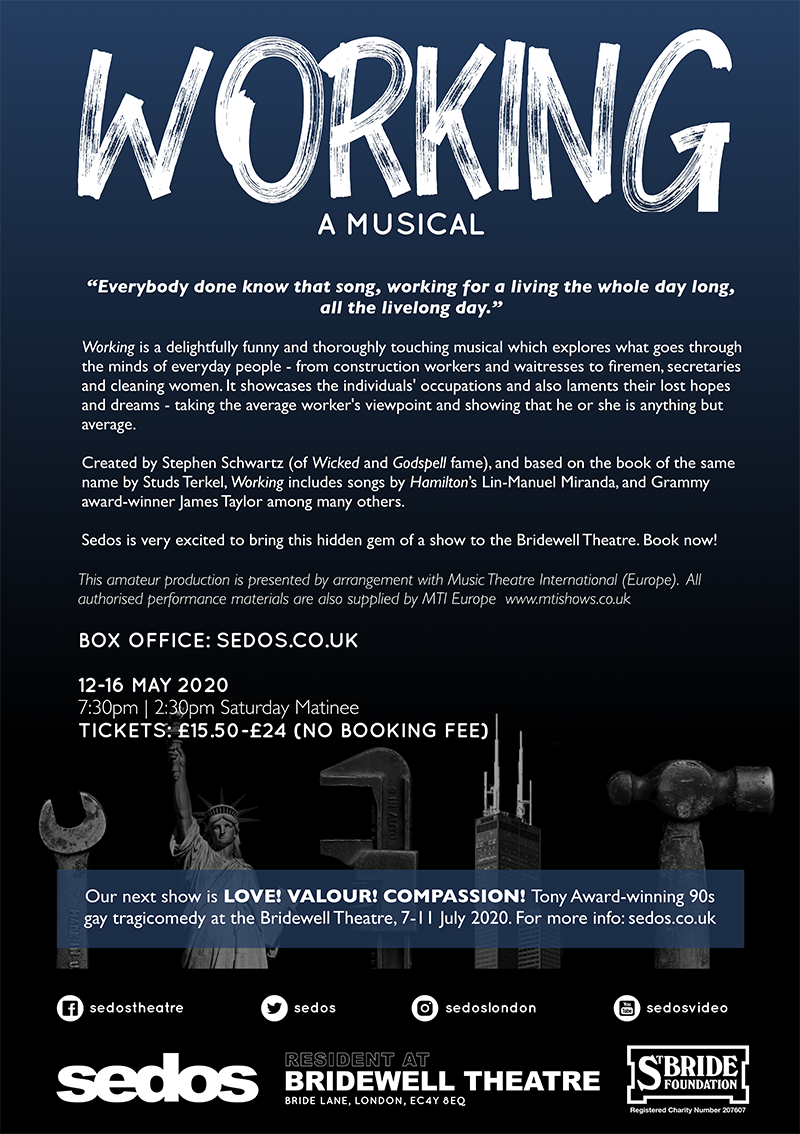 WORKING
A MUSICAL
“Everybody done know that song, working for a living the whole day long,
all the livelong day.”
Working is a delightfully funny and thoroughly touching musical which explores what goes through
the minds of everyday people - from construction workers and waitresses to firemen, secretaries
and cleaning women. It showcases the individuals' occupations and also laments their lost hopes
and dreams - taking the average worker's viewpoint and showing that he or she is anything but
average.
Created by Stephen Schwartz (of Wicked and Godspell fame), and based on the book of the same
name by Studs Terkel, Working includes songs by Hamilton’s Lin-Manuel Miranda, and Grammy
award-winner James Taylor among many others.
Sedos is very excited to bring this hidden gem of a show to the Bridewell Theatre. Book now!
This amateur production is presented by arrangement with Music Theatre International (Europe). All
authorised performance materials are also supplied by MTI Europe www.mtishows.co.uk
BOX OFFICE: SEDOS.CO.UK
12-16 MAY 2020
7:30pm | 2:30pm Saturday Matinee
TICKETS: £15.50-£24 (NO BOOKING FEE)
Our next show is LOVE! VALOUR! COMPASSION! Tony Award-winning 90s
gay tragicomedy at the Bridewell Theatre, 7-11 July 2020. For more info: sedos.co.uk
sedostheatre
sedos
sedoslondon
You Tube
sedosvideo
sedos
RESIDENT AT
BRIDEWELL THEATRE
BRIDE LANE, LONDON, EC4Y 8EQ
ST BRIDE
FOUNDATION
Registered Charity Number 207607